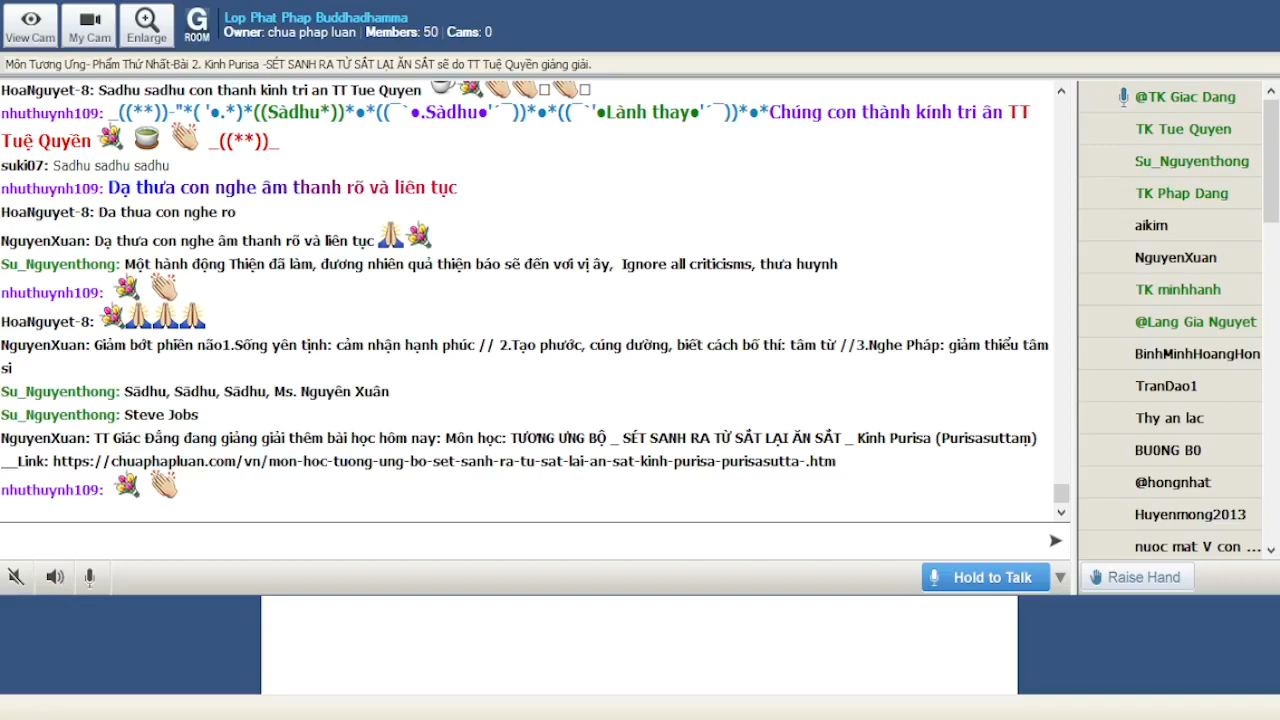 View Cam
My Cam
Enlarge
G
ROOM
Lop Phat Phap Buddhadhamma
Owner: chua phap luan | Members: 50 | Cams: 0
Môn Tương Ưng- Phẩm Thứ Nhất-Bài 2. Kinh Purisa -SÉT SANH RA TỪ SẮT LẠI ĂN SẮT sẽ do TT Tuệ Quyền giảng giải.
HoaNguyet-8: Sadhu sadhu con thanh kinh tri an TT Tue Quyen
nhuthuynh109: _((**))-"*( '●.*)*((Sàdhu*))*●*((¯`●.Sàdhu●'´¯))*●*((¯`'●Lành thay●'´¯))*●*Chúng con thành kính tri ân TT
Tuệ Quyền _((**))_
suki07: Sadhu sadhu sadhu
nhuthuynh109: Dạ thưa con nghe âm thanh rõ và liên tục
HoaNguyet-8: Da thua con nghe ro
NguyenXuan: Dạ thưa con nghe âm thanh rõ và liên tục
Su_Nguyenthong: Một hành động Thiện đã làm, đương nhiên quả thiện báo sẽ đến vơi vị ây, Ignore all criticisms, thưa huynh
nhuthuynh109:
HoaNguyet-8:
NguyenXuan: Giảm bớt phiền não1.Sống yên tịnh: cảm nhận hạnh phúc // 2.Tạo phước, cúng dường, biết cách bố thí: tâm từ //3.Nghe Pháp: giảm thiểu tâm
si
Su_Nguyenthong: Sādhu, Sādhu, Sādhu, Ms. Nguyên Xuân
Su_Nguyenthong: Steve Jobs
NguyenXuan: TT Giác Đẳng đang giảng giải thêm bài học hôm nay: Môn học: TƯƠNG ƯNG BỘ _ SÉT SANH RA TỪ SẮT LẠI ĂN SẮT _ Kinh Purisa (Purisasuttaṃ)
__Link: https://chuaphapluan.com/vn/mon-hoc-tuong-ung-bo-set-sanh-ra-tu-sat-lai-an-sat-kinh-purisa-purisasutta-.htm
nhuthuynh109:
@TK Giac Dang
TK Tue Quyen
Su_Nguyenthong
TK Phap Dang
aikim
NguyenXuan
TK minhhanh
@Lang Gia Nguyet
BinhMinhHoangHon
TranDao1
Thy an lac
BU0NG B0
@hongnhat
Huyenmong2013
nuoc mat V con ...
Hold to Talk
Raise Hand